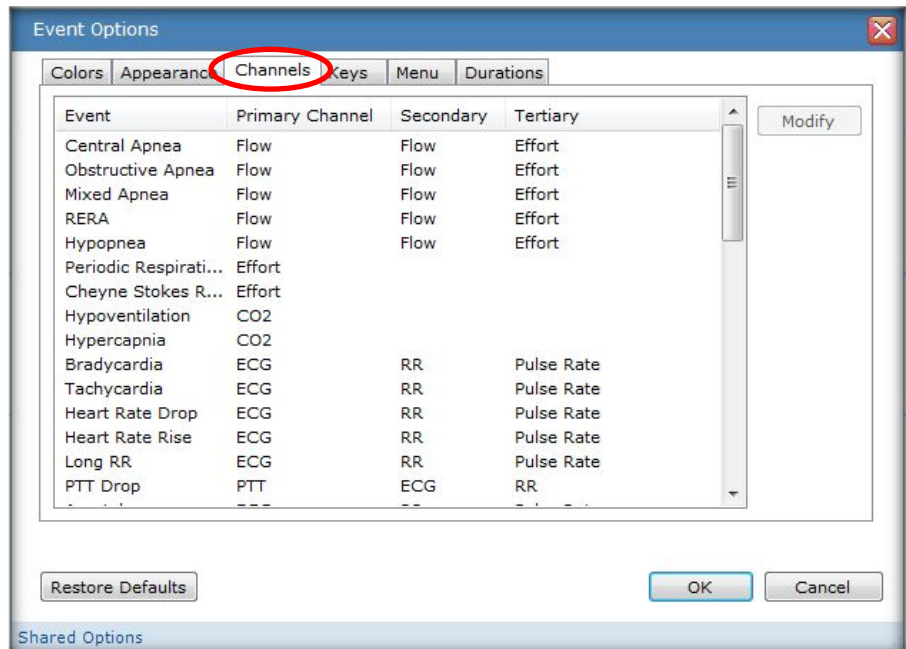 Event Options
Colors Appearance Channels Keys Menu Durations
Event Primary Channel Secondary Tertiary
Modify
Central Apnea Flow Flow Effort
Obstructive Apnea Flow Flow Effort
Mixed Apnea Flow Flow Effort
RERA Flow Flow Effort
Hypopnea Flow Flow Effort
Periodic Respirati... Effort
Cheyne Stokes R... Effort
Hypoventilation CO2
Hypercapnia CO2
Bradycardia ECG RR Pulse Rate
Tachycardia ECG RR Pulse Rate
Heart Rate Drop ECG RR Pulse Rate
Heart Rate Rise ECG RR Pulse Rate
Long RR ECG RR Pulse Rate
PTT Drop PTT ECG RR
Restore Defaults OK Cancel
Shared Options